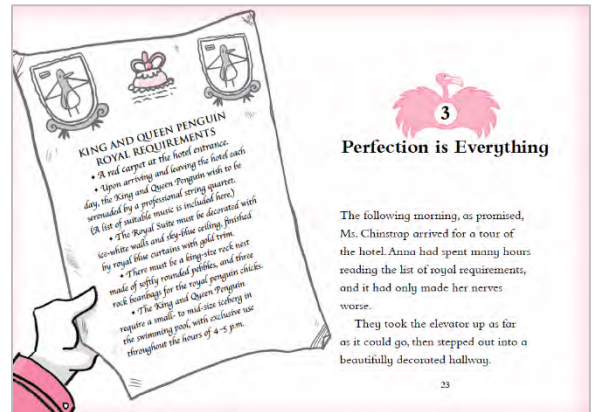 KING AND QUEEN PENGUIN
ROYAL REQUIREMENTS
• A red carpet at the hotel entrance.
• Upon arriving and leaving the hotel each
day, the King and Queen Penguin wish to be
serenaded by a professional string quartet.
(A list of suitable music is included here.)
• The Royal Suite must be decorated with
ice-white walls and sky-blue ceiling, finished
by royal blue curtains with gold trim.
• There must be a king-size rock nest
made of softly rounded pebbles, and three
rock beanbags for the royal penguin chicks.
• The King and Queen Penguin
require a small- to mid-size iceberg in
the swimming pool, with exclusive use
throughout the hours of 4–5 p.m.
3
Perfection is Everything
The following morning, as promised,
Ms. Chinstrap arrived for a tour of
the hotel. Anna had spent many hours
reading the list of royal requirements,
and it had only made her nerves
worse.
They took the elevator up as far
as it could go, then stepped out into a
beautifully decorated hallway.
23